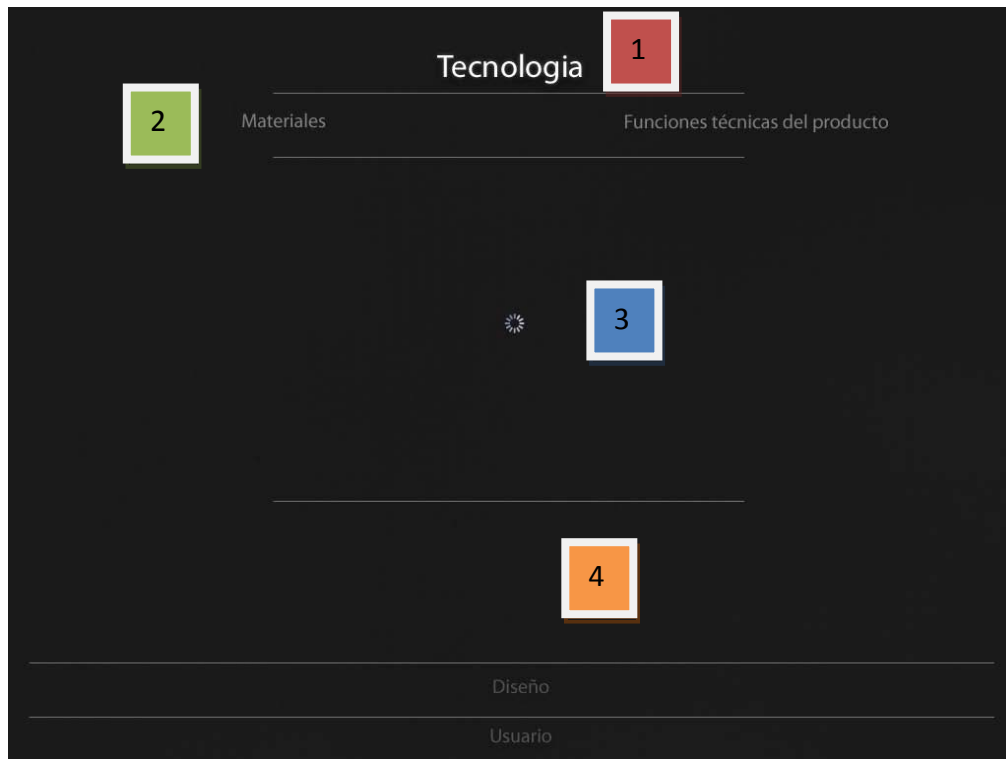 1
Tecnologia
2
Materiales
Funciones técnicas del producto
3
4
Diseño
Usuario